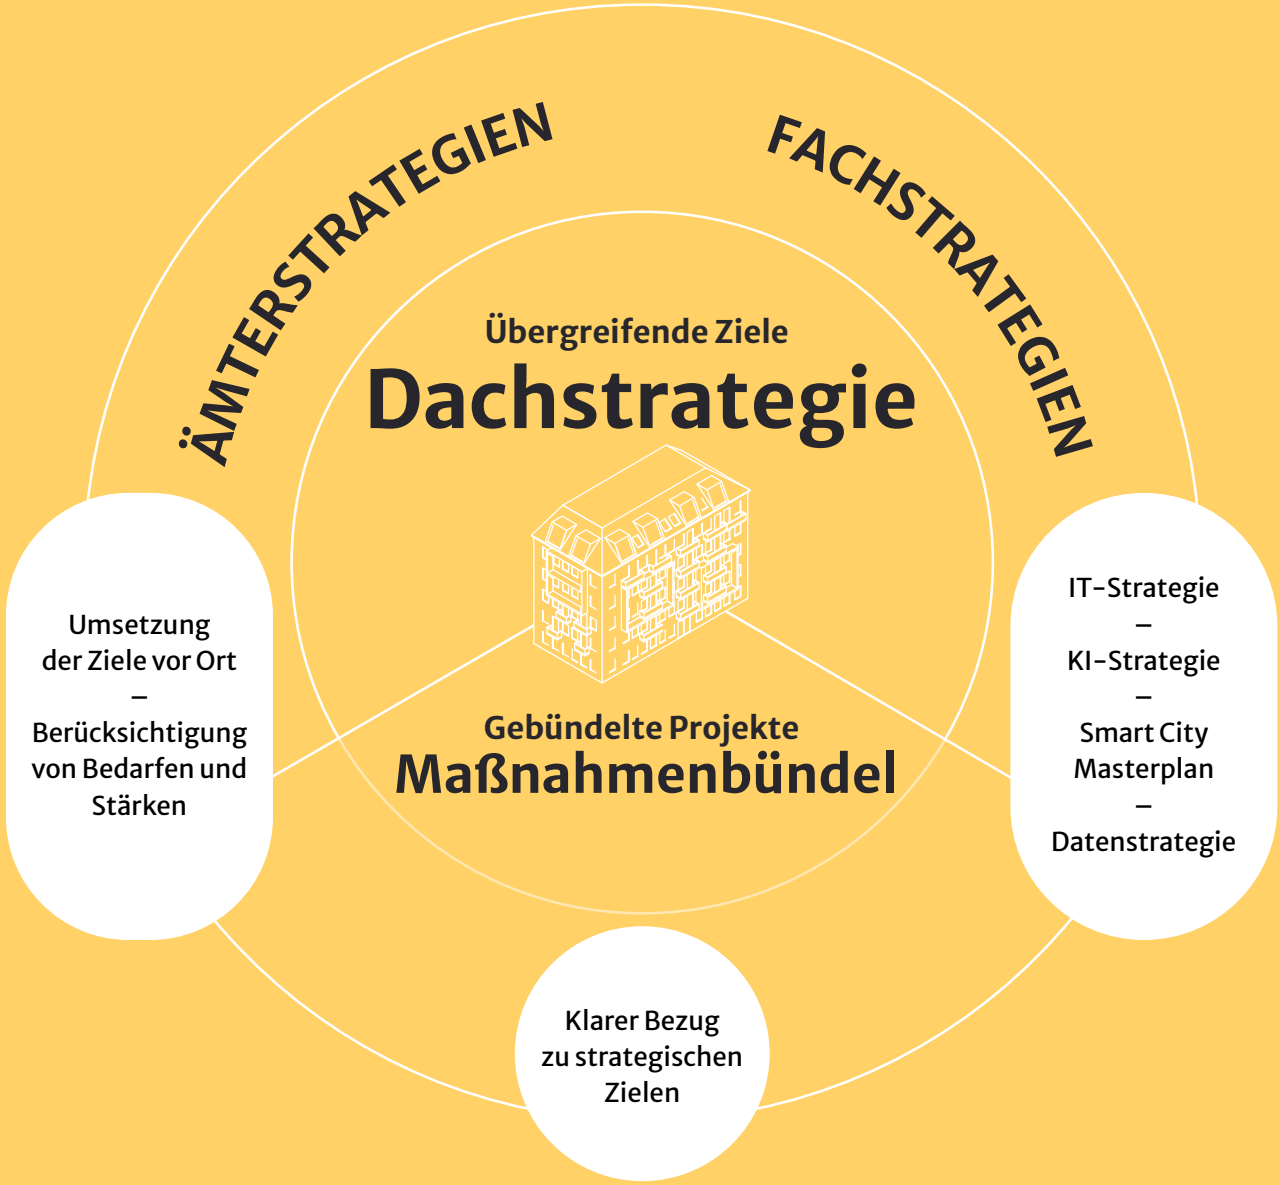 ÄMTERSTRATEGIEN
FACHSTRATEGIEN
Übergreifende Ziele
Dachstrategie
Gebündelte Projekte
Maßnahmenbündel
Umsetzung
der Ziele vor Ort
–
Berücksichtigung
von Bedarfen und
Stärken
IT-Strategie
–
KI-Strategie
–
Smart City
Masterplan
–
Datenstrategie
Klarer Bezug
zu strategischen
Zielen